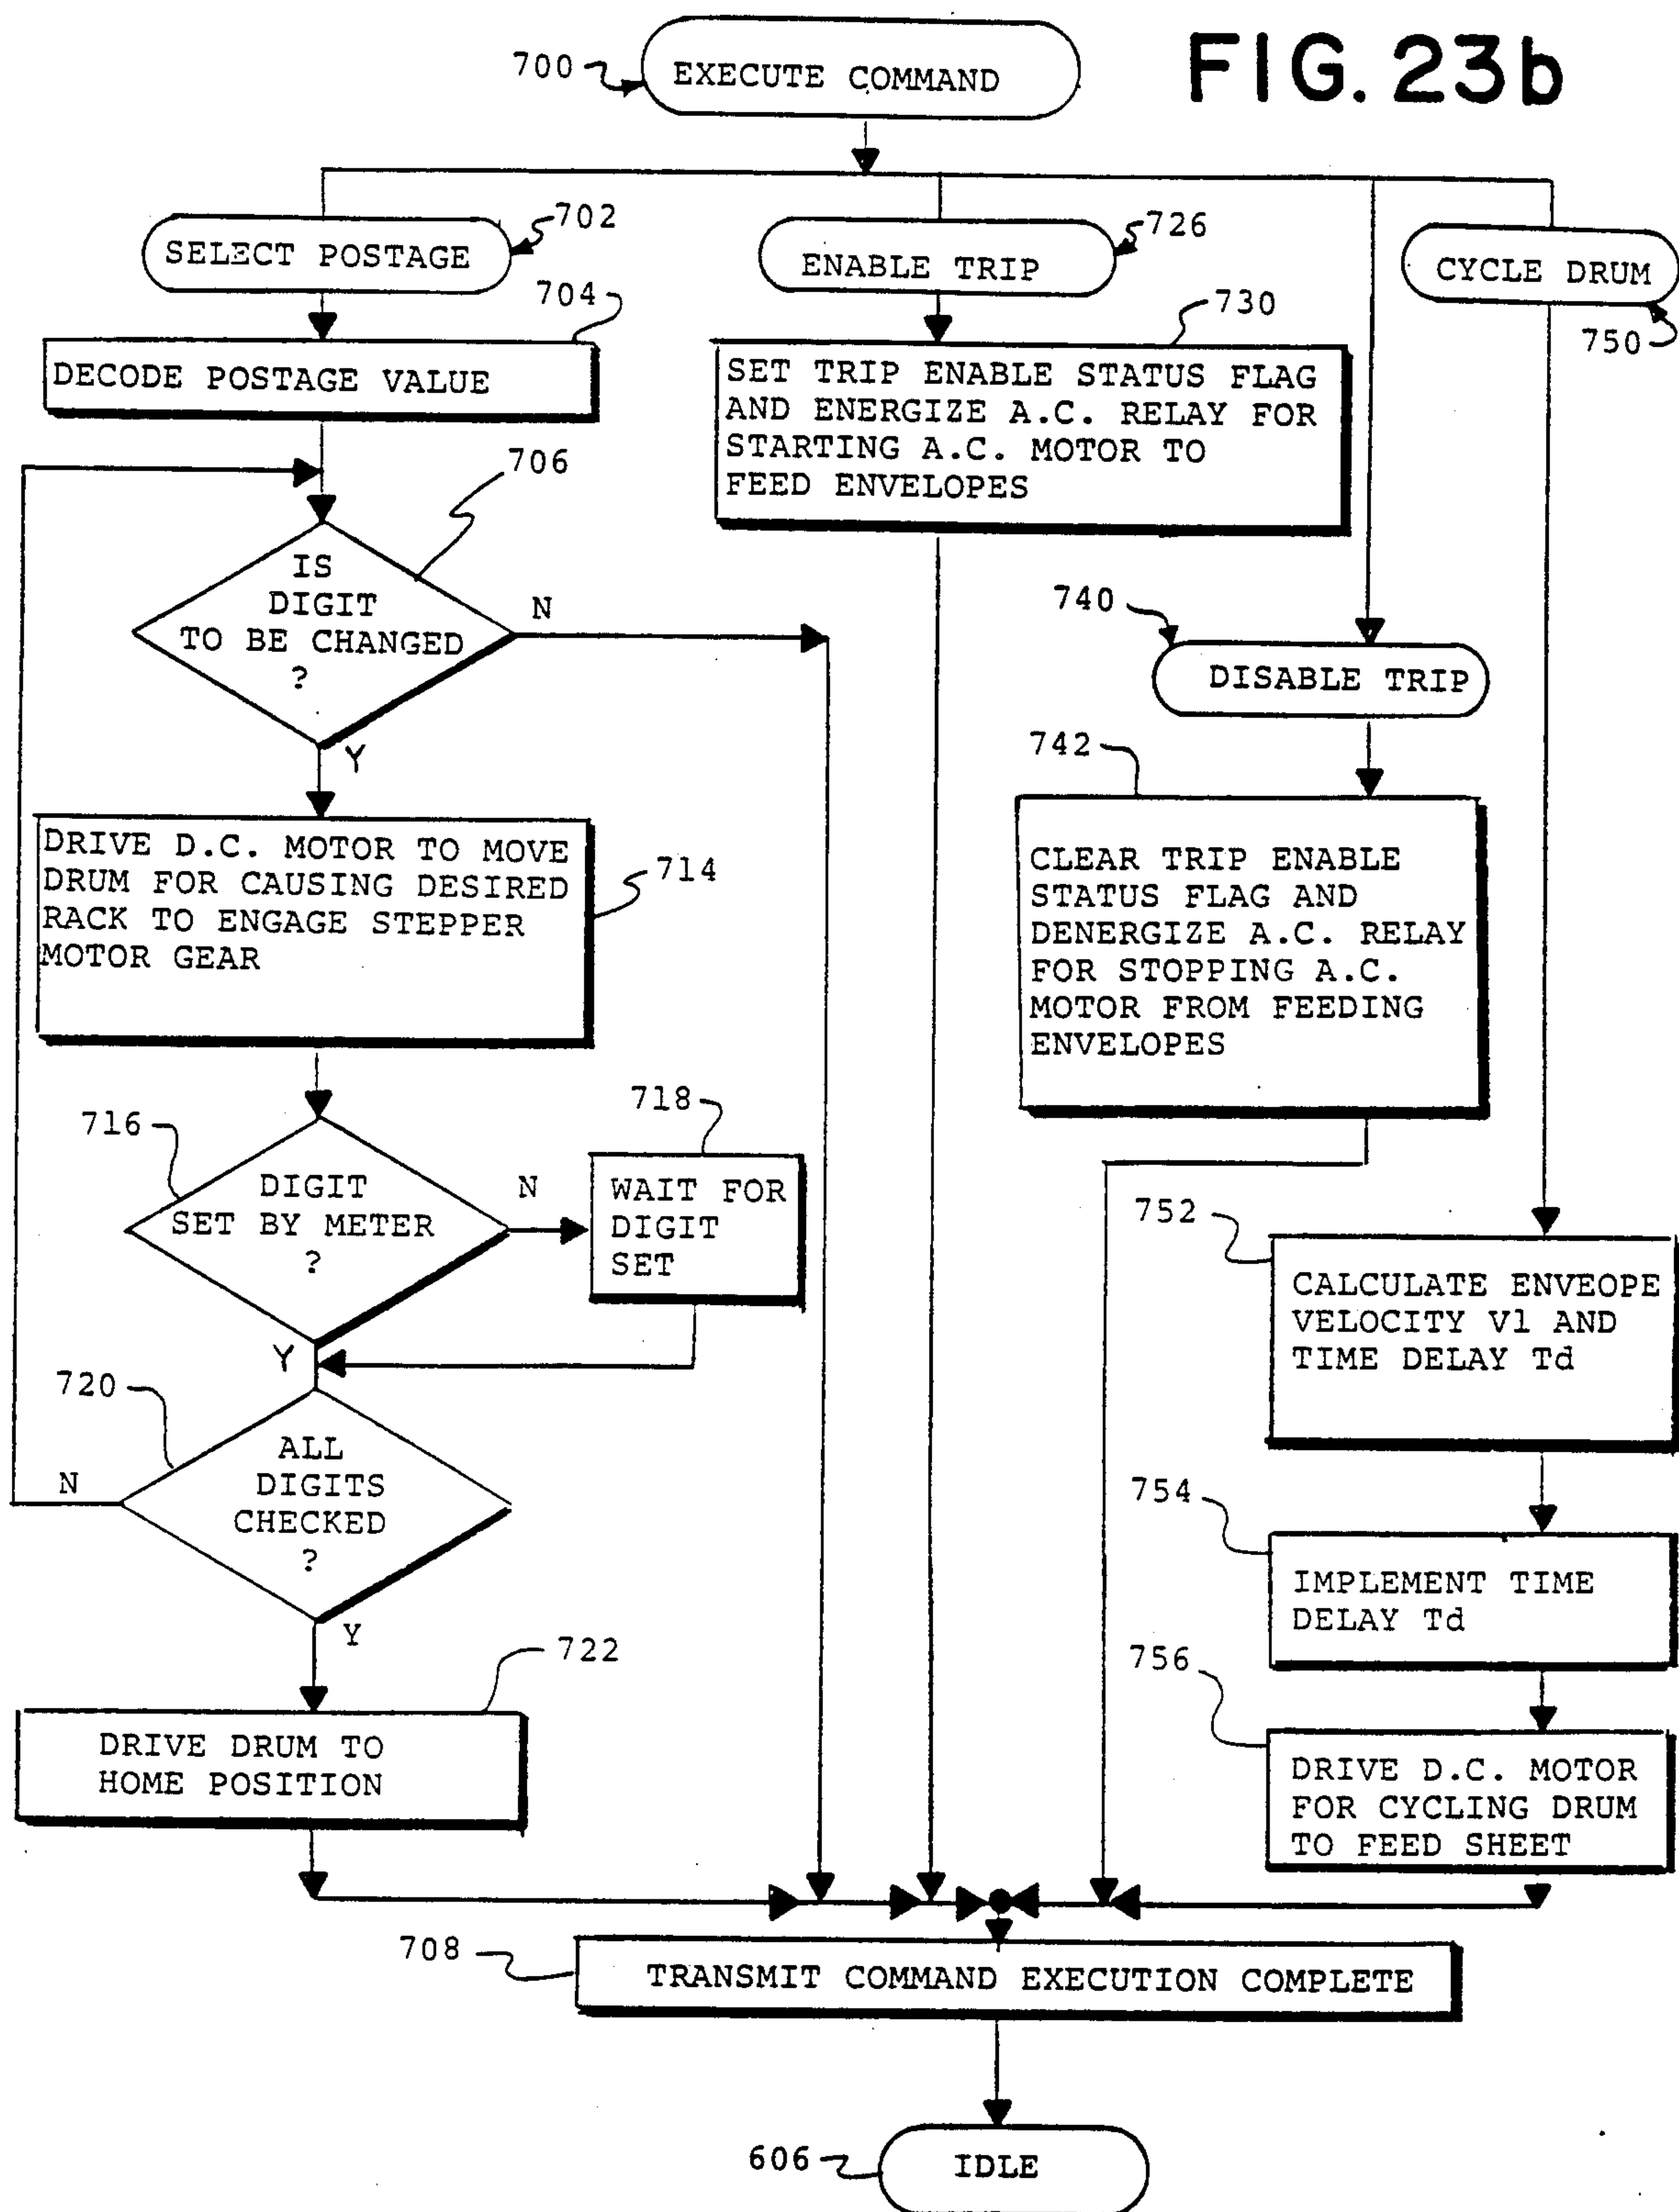 FIG. 23b
700
EXECUTE COMMAND
702
SELECT POSTAGE
704
DECODE POSTAGE VALUE
706
IS
DIGIT
TO BE CHANGED
?
N
Y
DRIVE D.C. MOTOR TO MOVE
DRUM FOR CAUSING DESIRED
RACK TO ENGAGE STEPPER
MOTOR GEAR
714
716
DIGIT
SET BY METER
?
N
Y
718
WAIT FOR
DIGIT
SET
720
ALL
DIGITS
CHECKED
?
N
Y
722
DRIVE DRUM TO
HOME POSITION
726
ENABLE TRIP
730
SET TRIP ENABLE STATUS FLAG
AND ENERGIZE A.C. RELAY FOR
STARTING A.C. MOTOR TO
FEED ENVELOPES
740
DISABLE TRIP
742
CLEAR TRIP ENABLE
STATUS FLAG AND
DENERGIZE A.C. RELAY
FOR STOPPING A.C.
MOTOR FROM FEEDING
ENVELOPES
CYCLE DRUM
750
752
CALCULATE ENVEOPE
VELOCITY V1 AND
TIME DELAY Td
754
IMPLEMENT TIME
DELAY Td
756
DRIVE D.C. MOTOR
FOR CYCLING DRUM
TO FEED SHEET
708
TRANSMIT COMMAND EXECUTION COMPLETE
606
IDLE